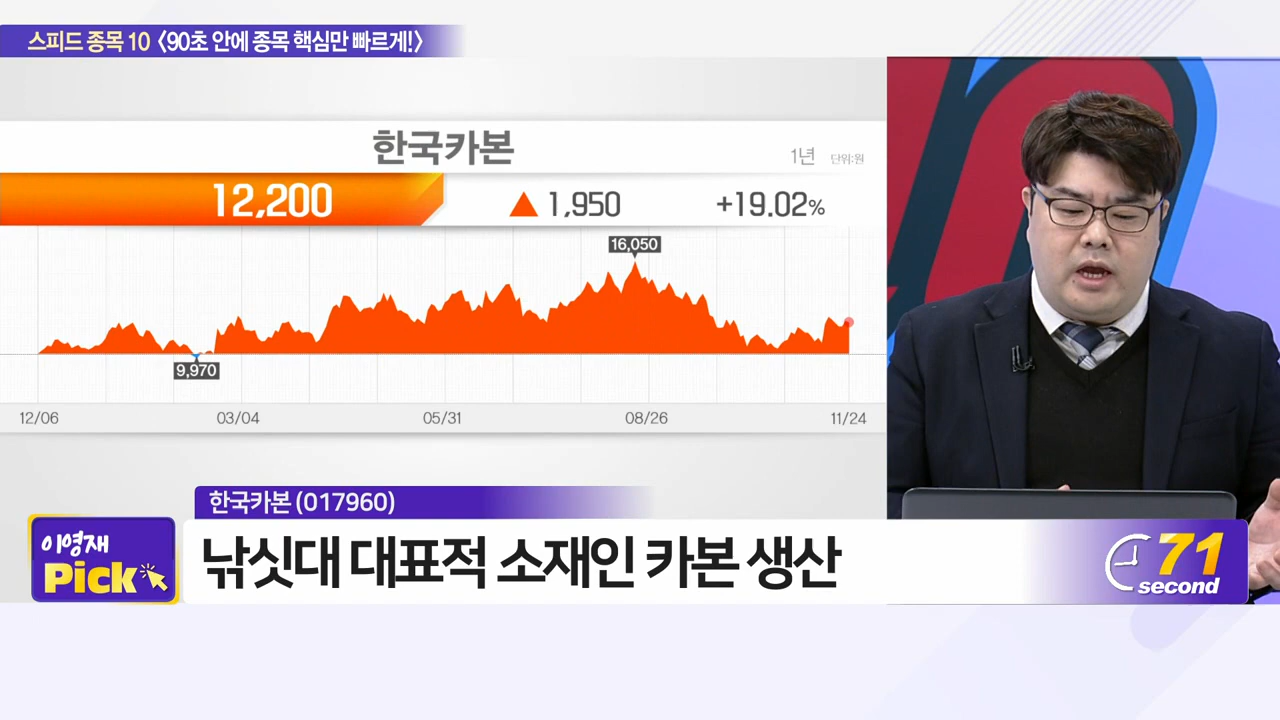 스피드 종목 10 〈90초 안에 종목 핵심만 빠르게!〉
한국카본
1년 단위:원
12,200 ▲ 1,950 +19.02%
16,050
9,970
12/06 03/04 05/31 08/26 11/24
한국카본 (017960)
이영재
Pick
낚싯대 대표적 소재인 카본 생산
71
second